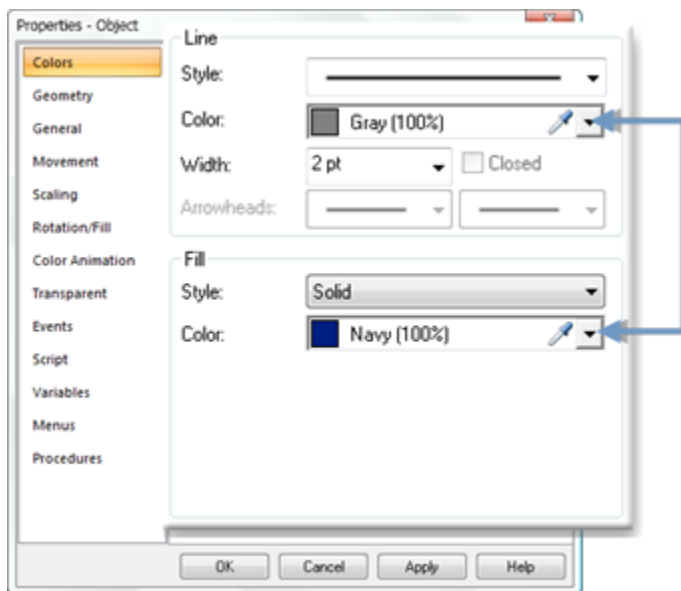 Properties - Object
Colors
Geometry
General
Movement
Scaling
Rotation/Fill
Color Animation
Transparent
Events
Script
Variables
Menus
Procedures
Line
Style:
Color: Gray (100%)
Width: 2 pt Closed
Arrowheads:
Fill
Style: Solid
Color: Navy (100%)
OK Cancel Apply Help